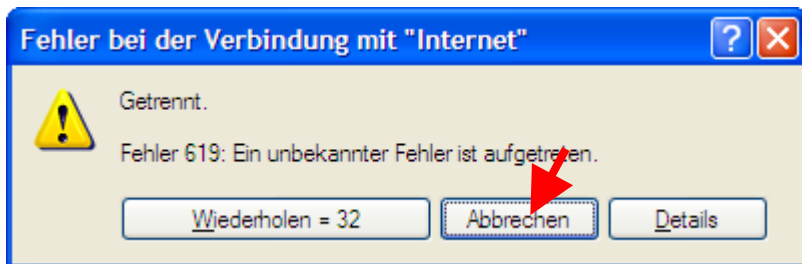 Fehler bei der Verbindung mit "Internet"
Getrennt.
Fehler 619: Ein unbekannter Fehler ist aufgetreten.
Wiederholen = 32 Abbrechen Details